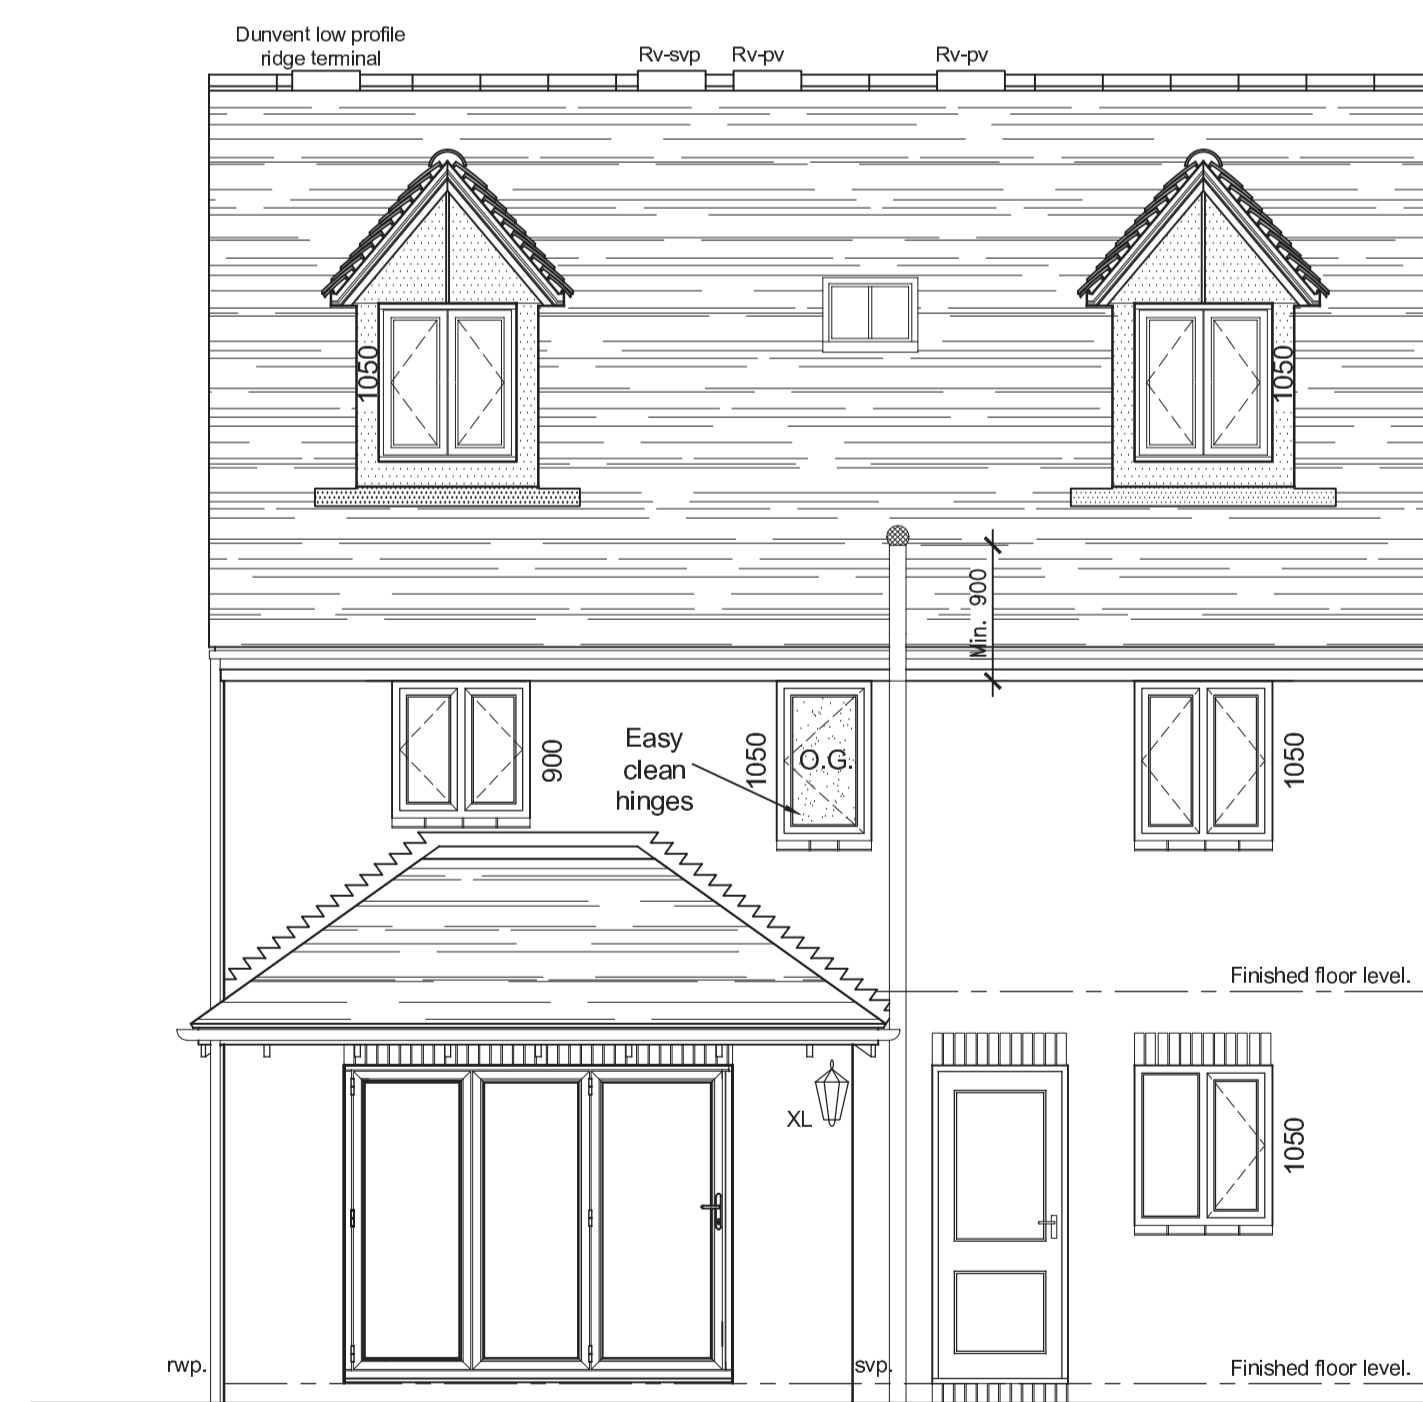 Dunvent low profile
ridge terminal
Rv-svp
Rv-pv
Rv-pv
1050
1050
Min. 900
900
Easy
clean
hinges
1050
O.G.
1050
Finished floor level.
XL
1050
rwp.
svp.
Finished floor level.